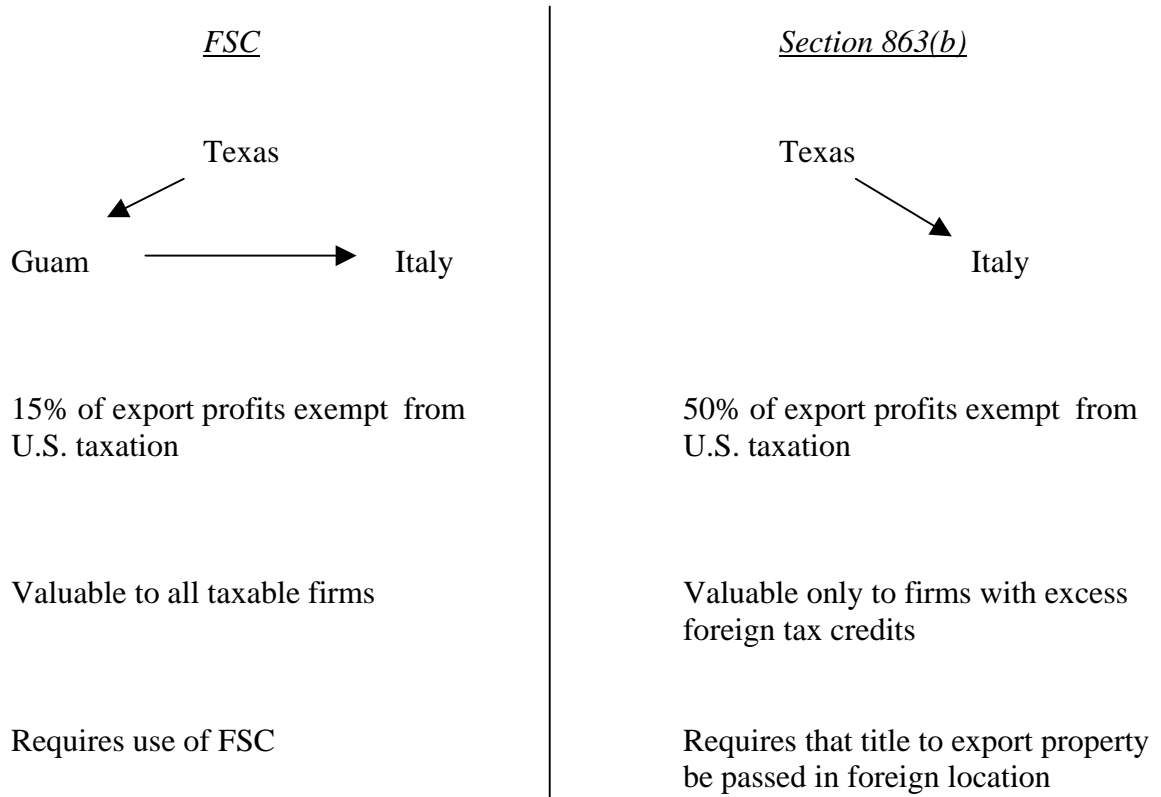 FSC
Texas
Guam
Italy
15% of export profits exempt from
U.S. taxation
Valuable to all taxable firms
Requires use of FSC
Section 863(b)
Texas
Italy
50% of export profits exempt from
U.S. taxation
Valuable only to firms with excess
foreign tax credits
Requires that title to export property
be passed in foreign location